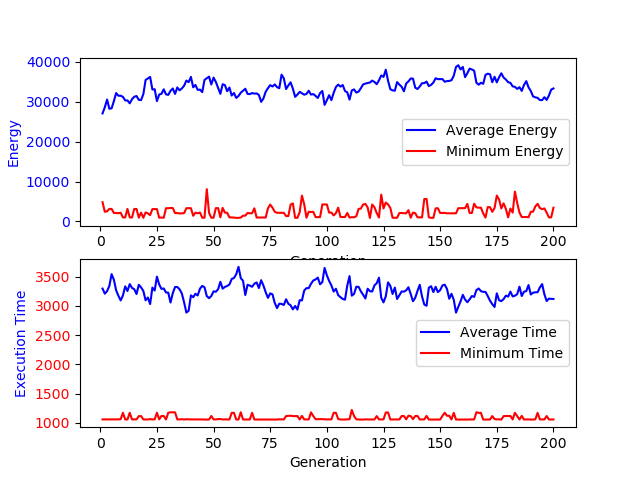 40000
30000
20000
10000
0
Energy
Average Energy
Minimum Energy
0 25 50 75 100 125 150 175 200
Generation
3500
3000
2500
2000
1500
1000
Execution Time
Average Time
Minimum Time
0 25 50 75 100 125 150 175 200
Generation